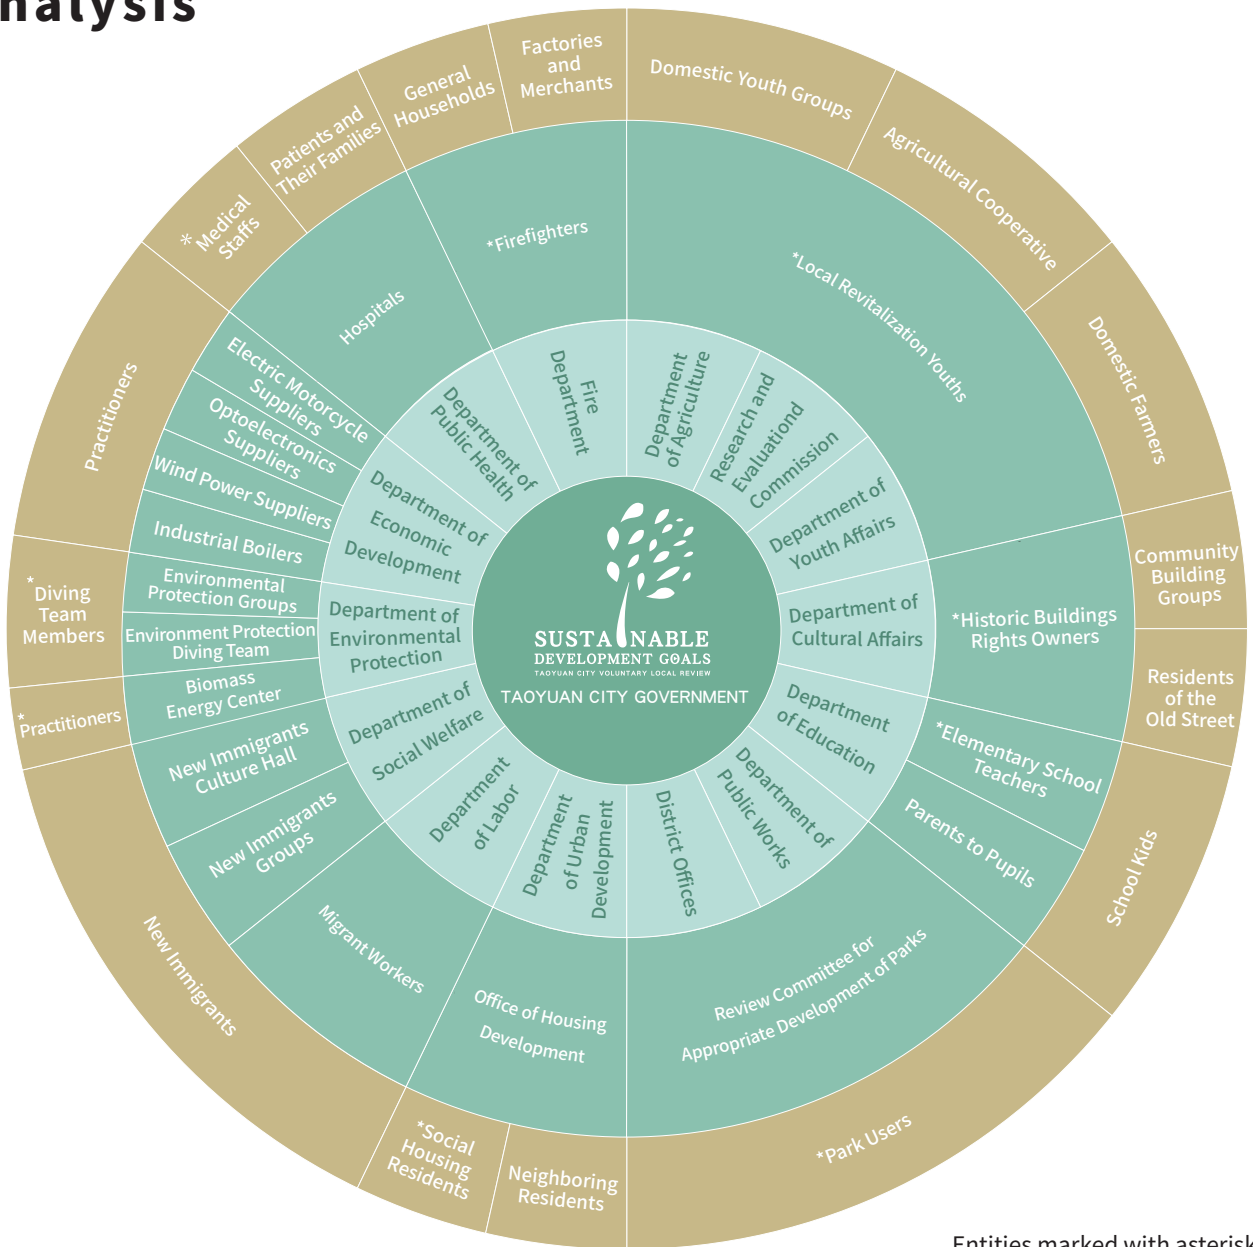 nalysis
Factories
and
Merchants
Domestic Youth Groups
Agricultural Cooperative
Domestic Farmers
Community
Building
Groups
Residents
of the
Old Street
School Kids
*Park Users
Neighboring
Residents
*Social
Housing
Residents
New Immigrants
*Practitioners
*
Diving
Team
Members
Practitioners
* Medical
Staffs
Patients and
Their Families
General
Households
*Firefighters
*Local Revitalization Youths
*Historic Buildings
Rights Owners
*Elementary School
Teachers
Parents to Pupils
Review Committee for
Appropriate Development of Parks
Office of Housing
Development
Migrant Workers
New Immigrants
Groups
New Immigrants
Culture Hall
Biomass
Energy Center
Environment Protection
Diving Team
Environmental
Protection Groups
Industrial Boilers
Wind Power Suppliers
Optoelectronics
Suppliers
Electric Motorcycle
Suppliers
Hospitals
Fire
Department
Department
of Agriculture
Research and
Evaluationd
Commission
Department of
Youth Affairs
Department of
Cultural Affairs
Department
of Education
Department of
Public Works
District Offices
Department
of Urban
Development
Department
of Labor
Department of
Social Welfare
Department of
Environmental
Protection
Department of
Economic
Development
Department of
Public Health
SUSTAINABLE
DEVELOPMENT GOALS
TAOYUAN CITY VOLUNTARY LOCAL REVIEW
TAOYUAN CITY GOVERNMENT
Entities marked with asterisk